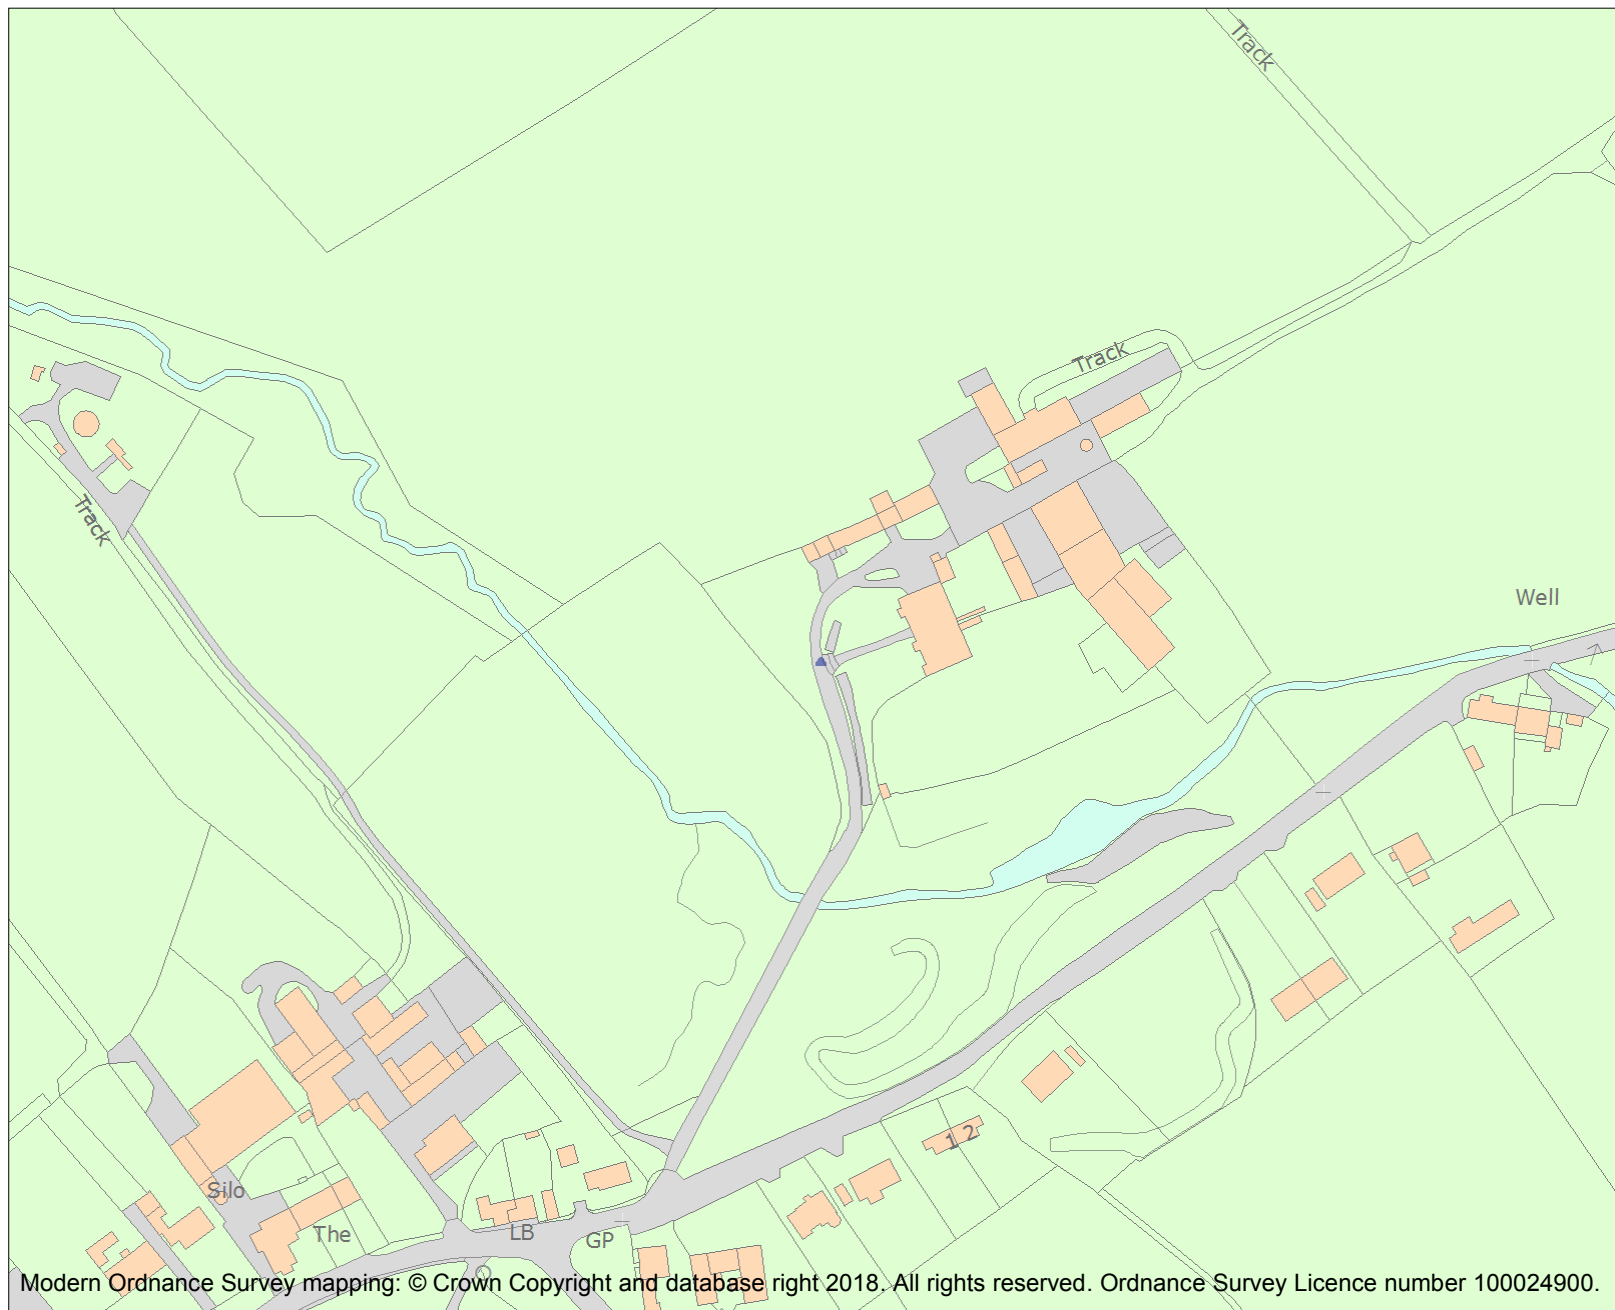 Track
Track
Track
Well
1 2
Silo
The
LB
GP
Modern Ordnance Survey mapping: © Crown Copyright and database right 2018. All rights reserved. Ordnance Survey Licence number 100024900.